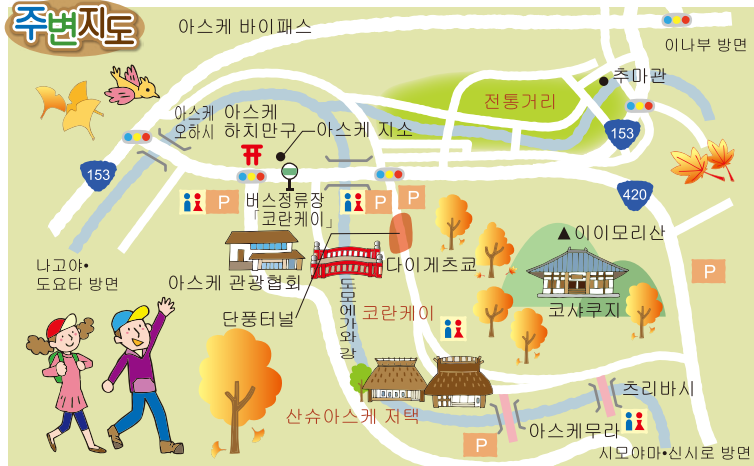 주변지도
아스케 바이패스
이나부 방면
추마관
전통거리
아스케
오하시
아스케
하치만구
아스케 지소
153
153
420
버스정류장
「코란케이」
P
P
P
이이모리산
다이게츠쿄
나고야•
도요타 방면
아스케 관광협회
코샤쿠지
P
단풍터널
코란케이
도모에가와 강
산슈아스케 저택
츠리바시
아스케무라
P
시모야마•신시로 방면